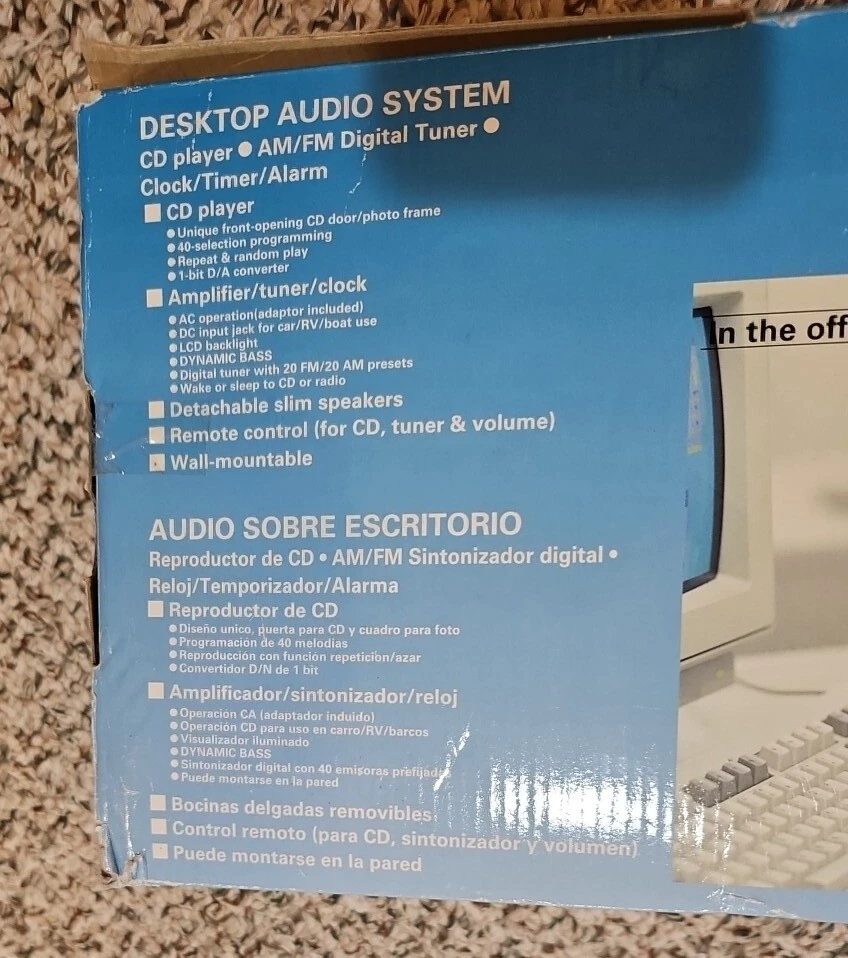 DESKTOP AUDIO SYSTEM
CD player ● AM/FM Digital Tuner ●
Clock/Timer/Alarm
■ CD player
●Unique front-opening CD door/photo frame
●40-selection programming
●Repeat & random play
●1-bit D/A converter
■ Amplifier/tuner/clock
●AC operation(adaptor included)
●DC input jack for car/RV/boat use
●LCD backlight
●DYNAMIC BASS
●Digital tuner with 20 FM/20 AM presets
●Wake or sleep to CD or radio
■ Detachable slim speakers
■ Remote control (for CD, tuner & volume)
■ Wall-mountable
In the off
AUDIO SOBRE ESCRITORIO
Reproductor de CD • AM/FM Sintonizador digital •
Reloj/Temporizador/Alarma
■ Reproductor de CD
●Diseño unico, puerta para CD y cuadro para foto
●Programación de 40 melodias
●Reproducción con función repetición/azar
●Convertidor D/N de 1 bit
■ Amplificador/sintonizador/reloj
●Operación CA (adaptador induido)
●Operación CD para uso en carro/RV/barcos
●Visualizador iluminado
●DYNAMIC BASS
●Sintonizador digital con 40 emisoras prefijadas
●Puede montarse en la pared
■ Bocinas delgadas removibles
■ Control remoto (para CD, sintonizador y volumen)
■ Puede montarse en la pared